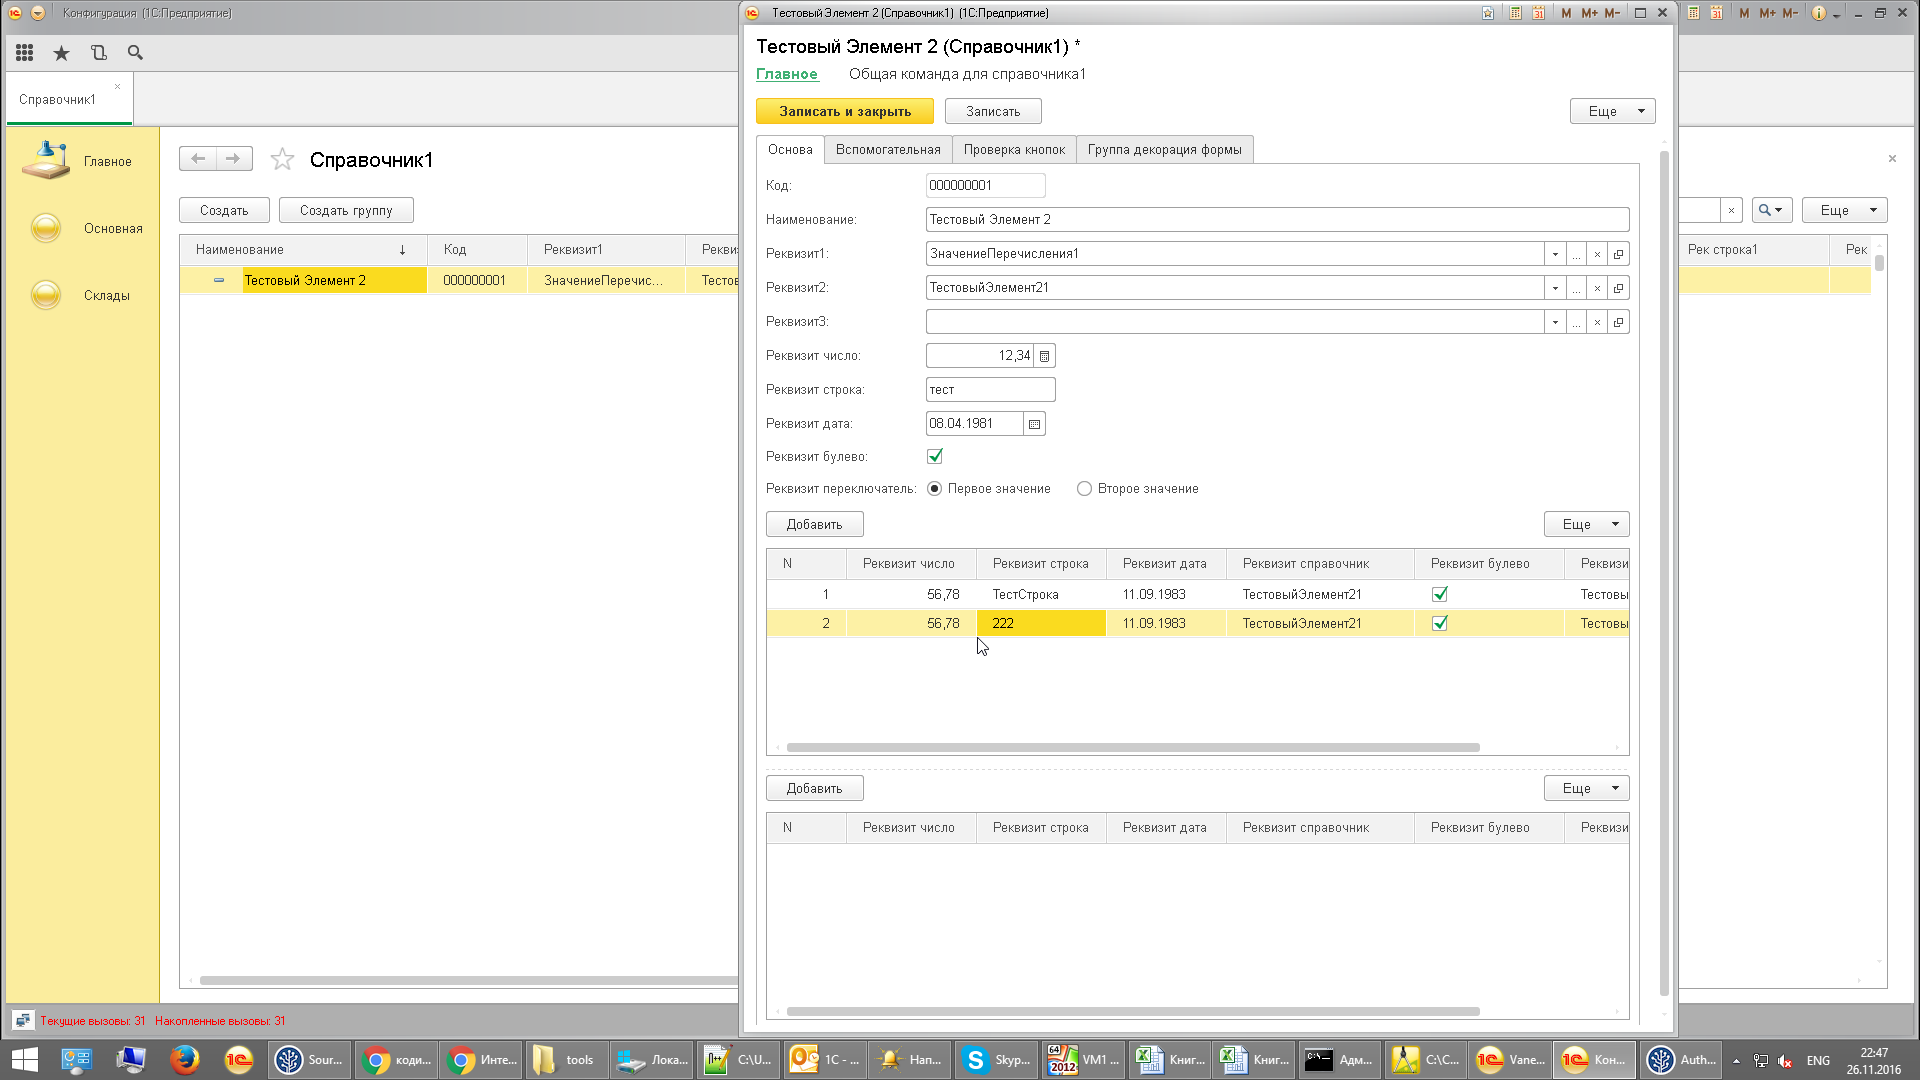 Конфигурация (1С:Предприятие)
Справочник1
Главное
Основная
Склады
Справочник1
Создать
Создать группу
Наименование ↓ Код Реквизит1
Тестовый Элемент 2 000000001 ЗначениеПеречис...
Текущие вызовы: 31 Накопленные вызовы: 31
Тестовый Элемент 2 (Справочник1) (1С:Предприятие)
M M+ M-
Тестовый Элемент 2 (Справочник1) *
Главное Общая команда для справочника1
Записать и закрыть Записать Еще
Основа Вспомогательная Проверка кнопок Группа декорация формы
Код: 000000001
Наименование: Тестовый Элемент 2
Реквизит1: ЗначениеПеречисления1
Реквизит2: ТестовыйЭлемент21
Реквизит3:
Реквизит число: 12,34
Реквизит строка: тест
Реквизит дата: 08.04.1981
Реквизит булево:
Реквизит переключатель: Первое значение Второе значение
Добавить Еще
N Реквизит число Реквизит строка Реквизит дата Реквизит справочник Реквизит булево Реквизи
1 56,78 ТестСтрока 11.09.1983 ТестовыйЭлемент21 Тестовы
2 56,78 222 11.09.1983 ТестовыйЭлемент21 Тестовы
Добавить Еще
N Реквизит число Реквизит строка Реквизит дата Реквизит справочник Реквизит булево Реквизи
M M+ M-
Еще
Рек строка1 Рек
Sour... коди... Инте... tools Лока... C:\U... 1С - ... Нап... Skyp... VM1 ... Книг... Книг... Адм... C:\C... Vane... Кон... Auth...
ENG
22:47
26.11.2016